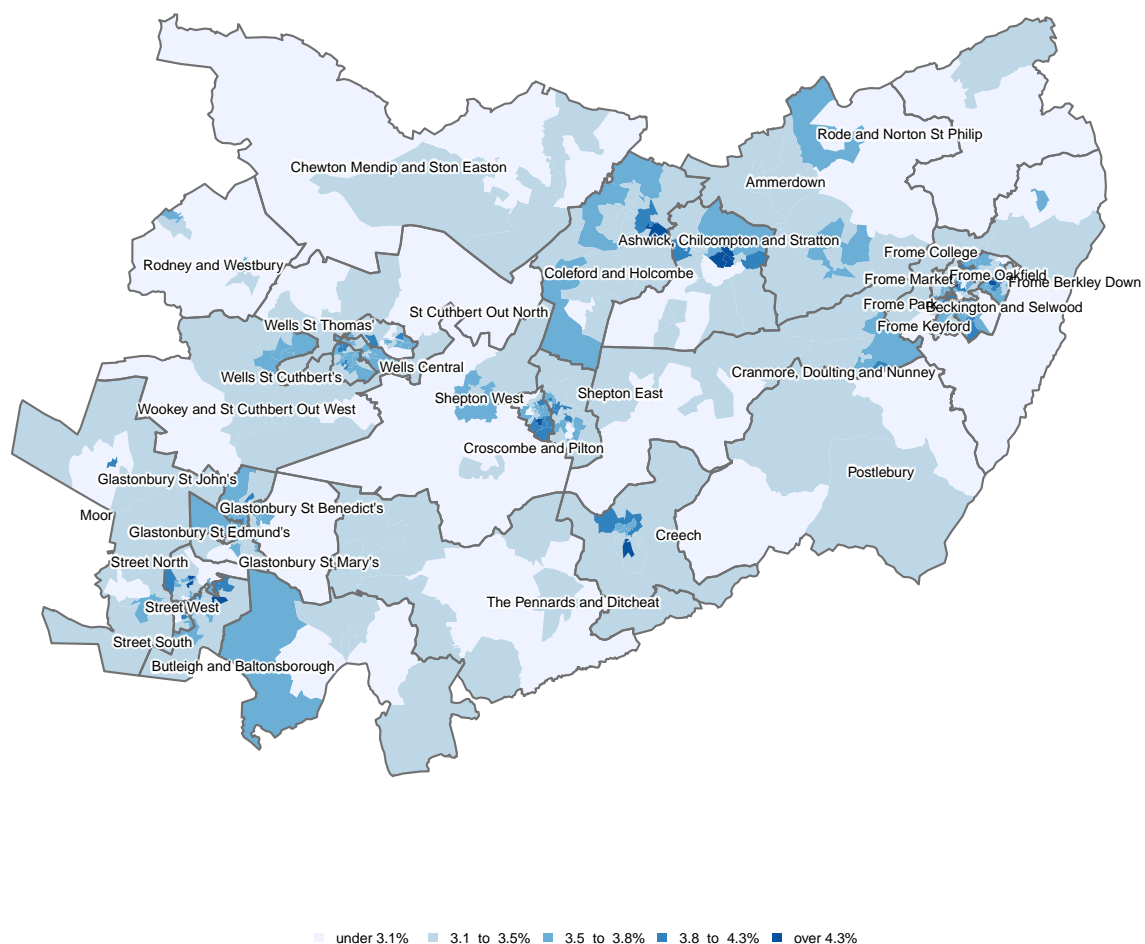 Rode and Norton St Philip
Chewton Mendip and Ston Easton
Ammerdown
Ashwick, Chilcompton and Stratton
Frome College
Rodney and Westbury
Coleford and Holcombe
Frome Market
Frome Oakfield
Frome Berkley Down
Frome Park
Beckington and Selwood
St Cuthbert Out North
Wells St Thomas'
Frome Keyford
Wells Central
Wells St Cuthbert's
Cranmore, Doulting and Nunney
Shepton West
Shepton East
Wookey and St Cuthbert Out West
Croscombe and Pilton
Postlebury
Glastonbury St John's
Glastonbury St Benedict's
Moor
Glastonbury St Edmund's
Creech
Street North
Glastonbury St Mary's
The Pennards and Ditcheat
Street West
Street South
Butleigh and Baltonsborough
under 3.1% 3.1 to 3.5% 3.5 to 3.8% 3.8 to 4.3% over 4.3%